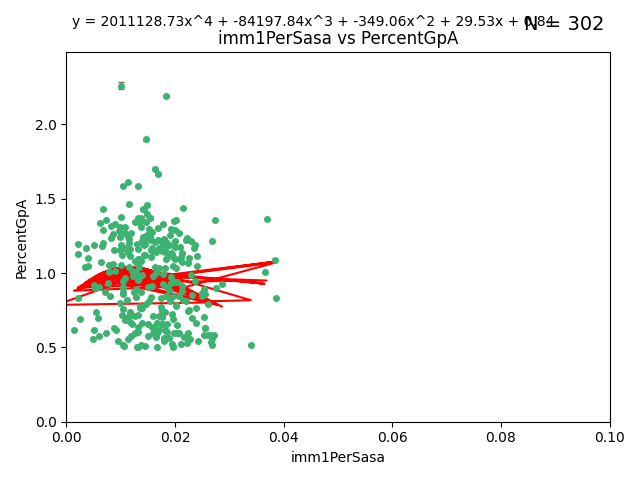 y = 2011128.73x^4 + -84197.84x^3 + -349.06x^2 + 29.53x + 0.84
N = 302
imm1PerSasa vs PercentGpA
PercentGpA
2.0
1.5
1.0
0.5
0.0
0.00 0.02 0.04 0.06 0.08 0.10
imm1PerSasa